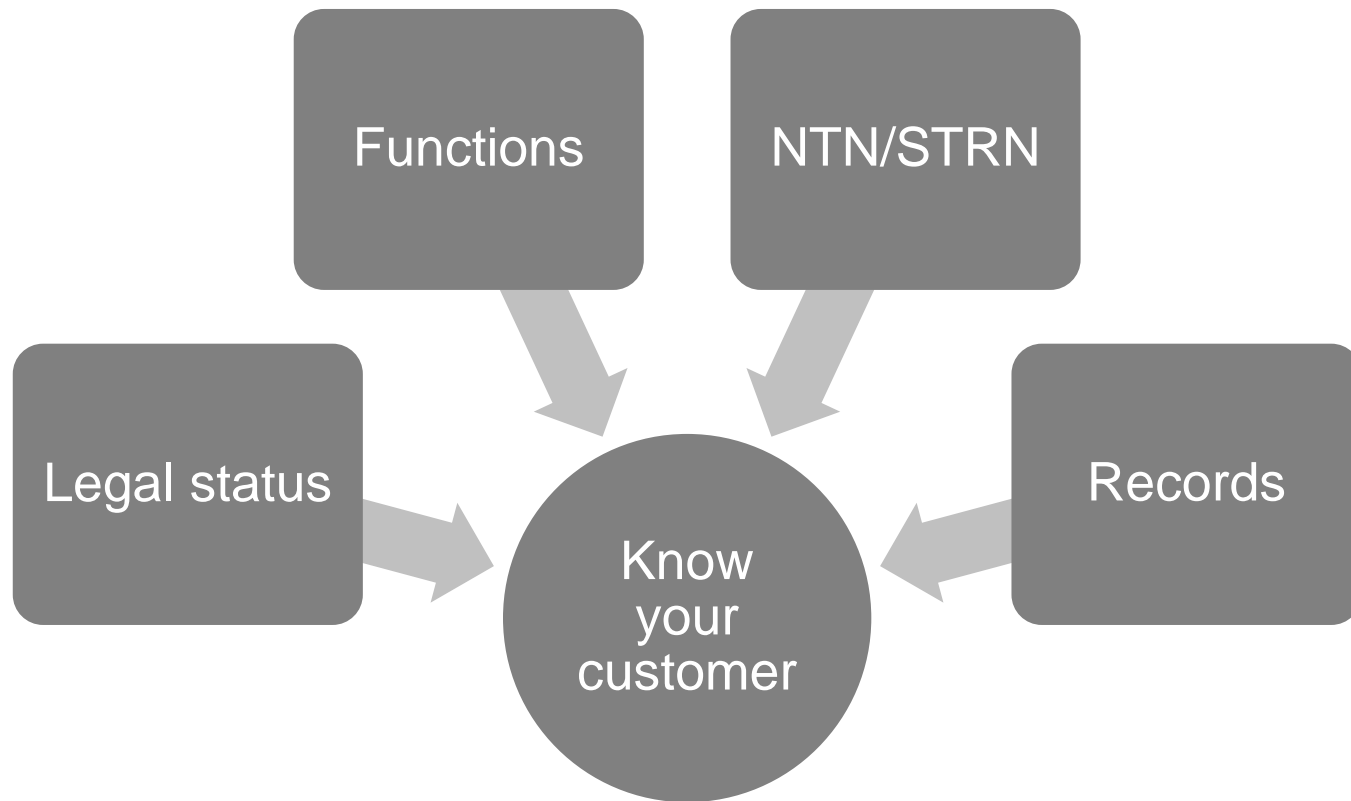 Functions
NTN/STRN
Legal status
Records
Know
your
customer